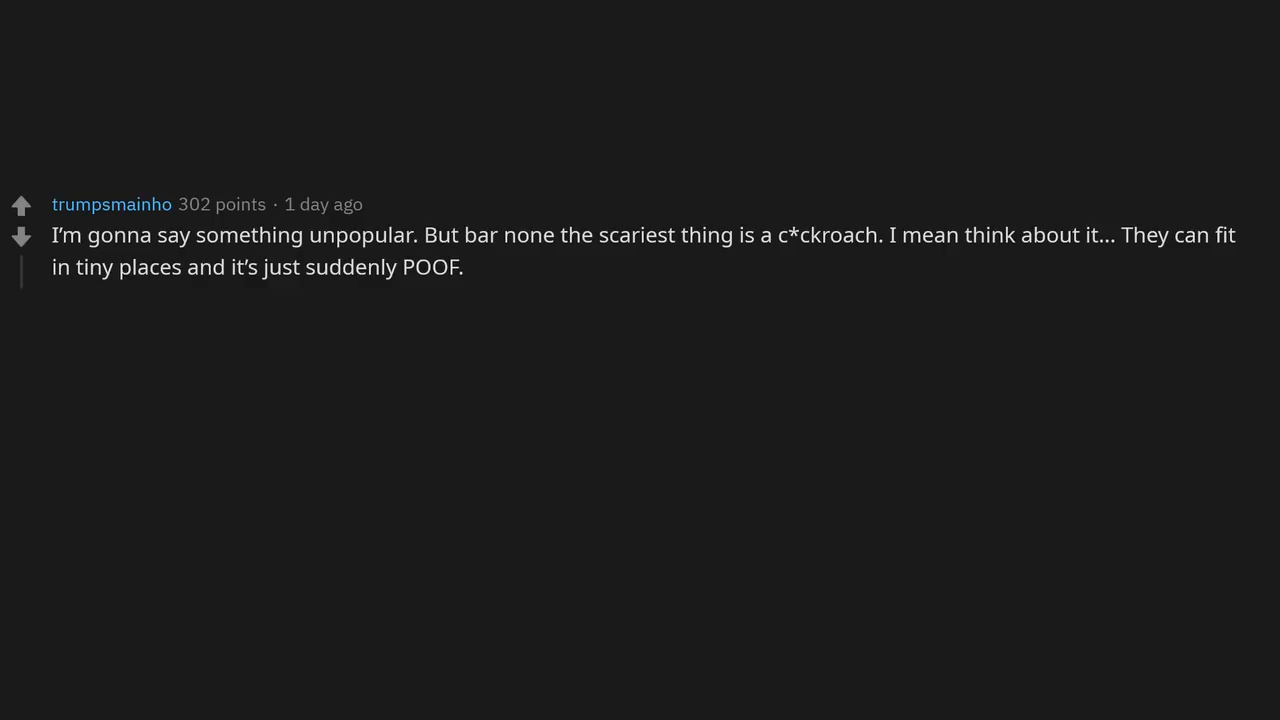 trumpsmainho 302 points · 1 day ago
I’m gonna say something unpopular. But bar none the scariest thing is a c*ckroach. I mean think about it... They can fit
in tiny places and it’s just suddenly POOF.